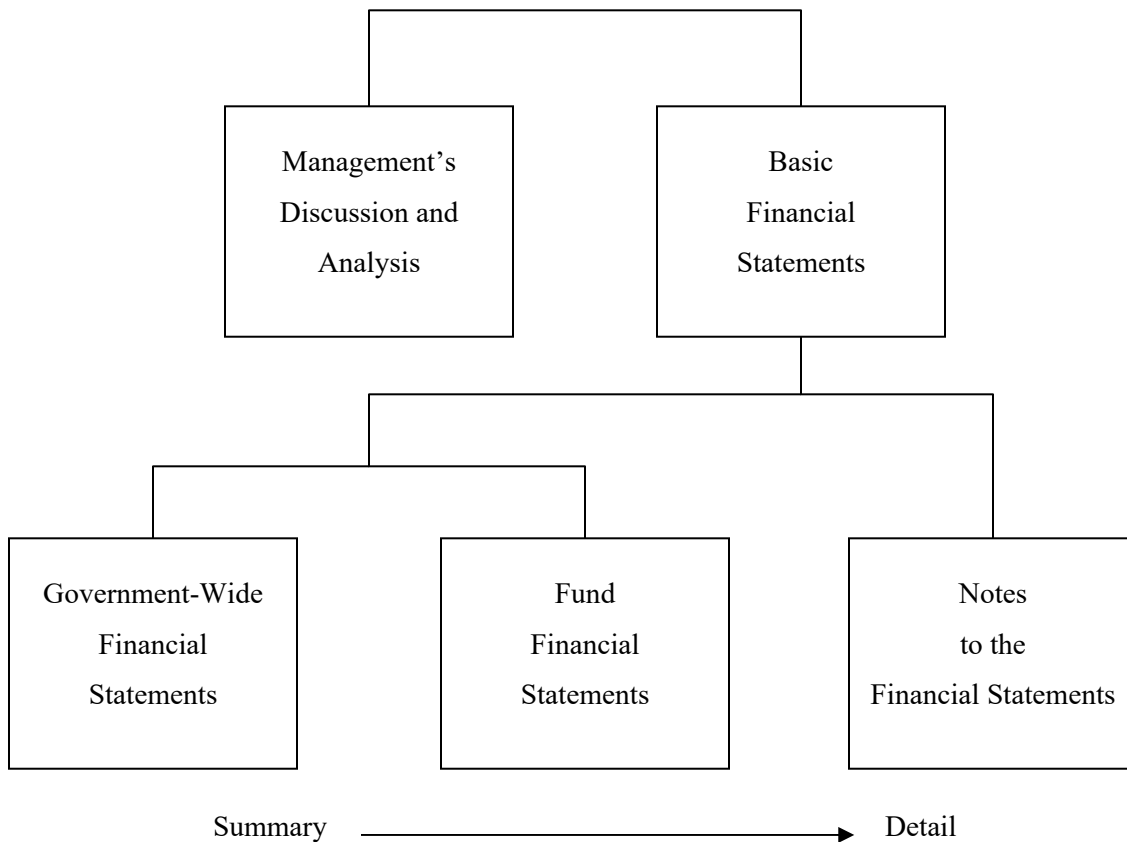 Management’s
Discussion and
Analysis
Basic
Financial
Statements
Government-Wide
Financial
Statements
Fund
Financial
Statements
Notes
to the
Financial Statements
Summary
Detail